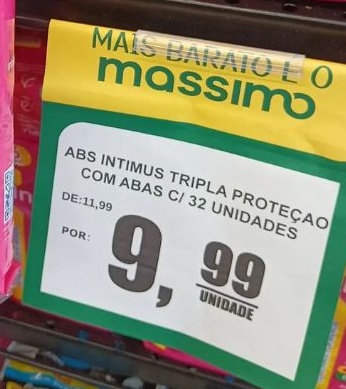 MAIS BARATO É O
massimo
ABS INTIMUS TRIPLA PROTEÇAO
COM ABAS C/ 32 UNIDADES
DE:11,99
POR:
9,99
UNIDADE